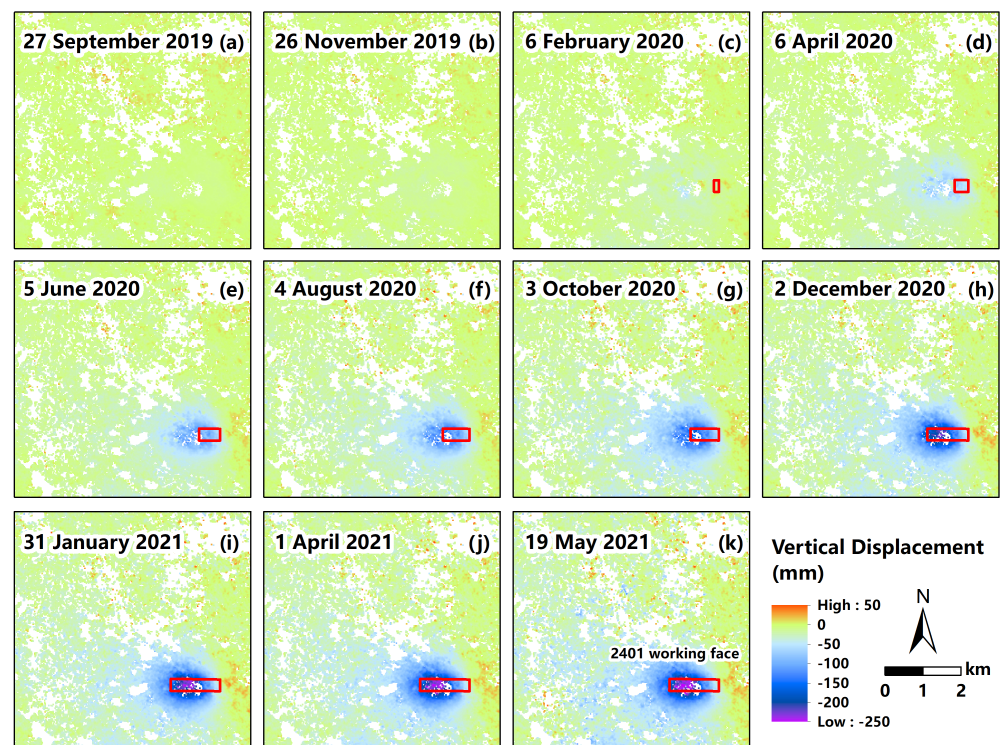 27 September 2019 (a)
26 November 2019 (b)
6 February 2020 (c)
6 April 2020 (d)
5 June 2020 (e)
4 August 2020 (f)
3 October 2020 (g)
2 December 2020 (h)
31 January 2021 (i)
1 April 2021 (j)
19 May 2021 (k)
2401 working face
Vertical Displacement
(mm)
High : 50
0
-50
-100
-150
-200
Low : -250
N
km
0 1 2